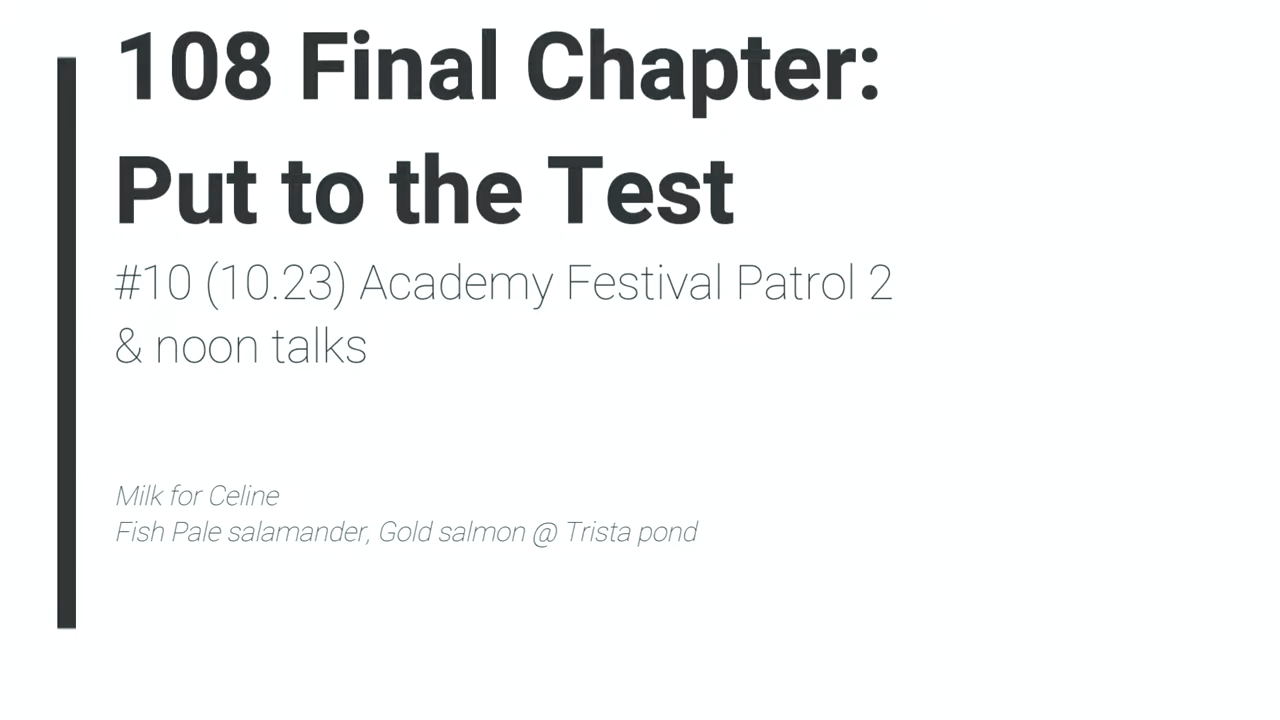 108 Final Chapter:
Put to the Test
#10 (10.23) Academy Festival Patrol 2
& noon talks
Milk for Celine
Fish Pale salamander, Gold salmon @ Trista pond